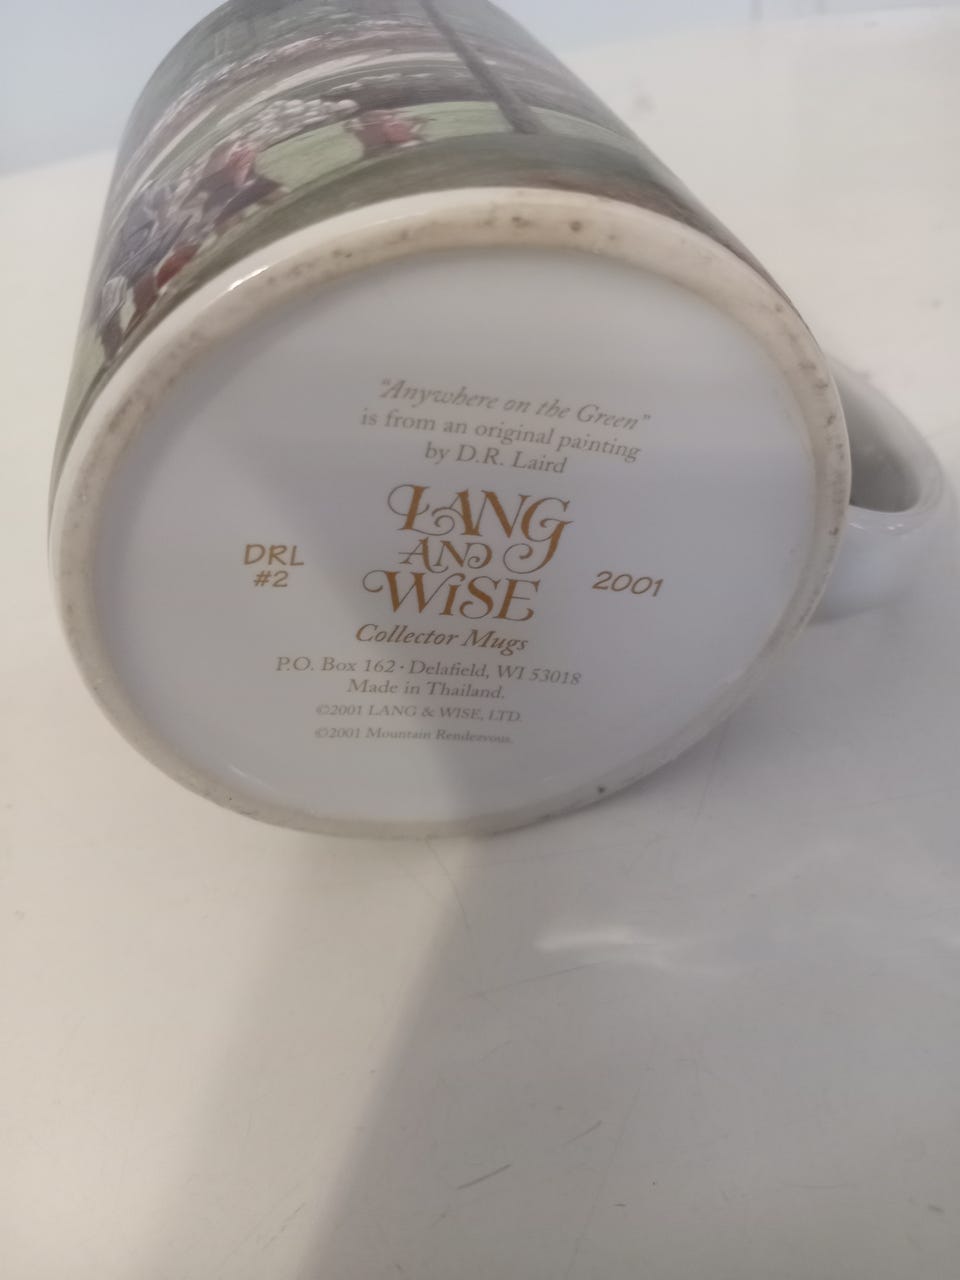 "Anywhere on the Green"
is from an original painting
by D.R. Laird
LANG
AND
WiSE
DRL
#2
2001
Collector Mugs
P.O. Box 162 · Delafield, WI 53018
Made in Thailand.
©2001 LANG & WISE, LTD.
©2001 Mountain Rendezvous.